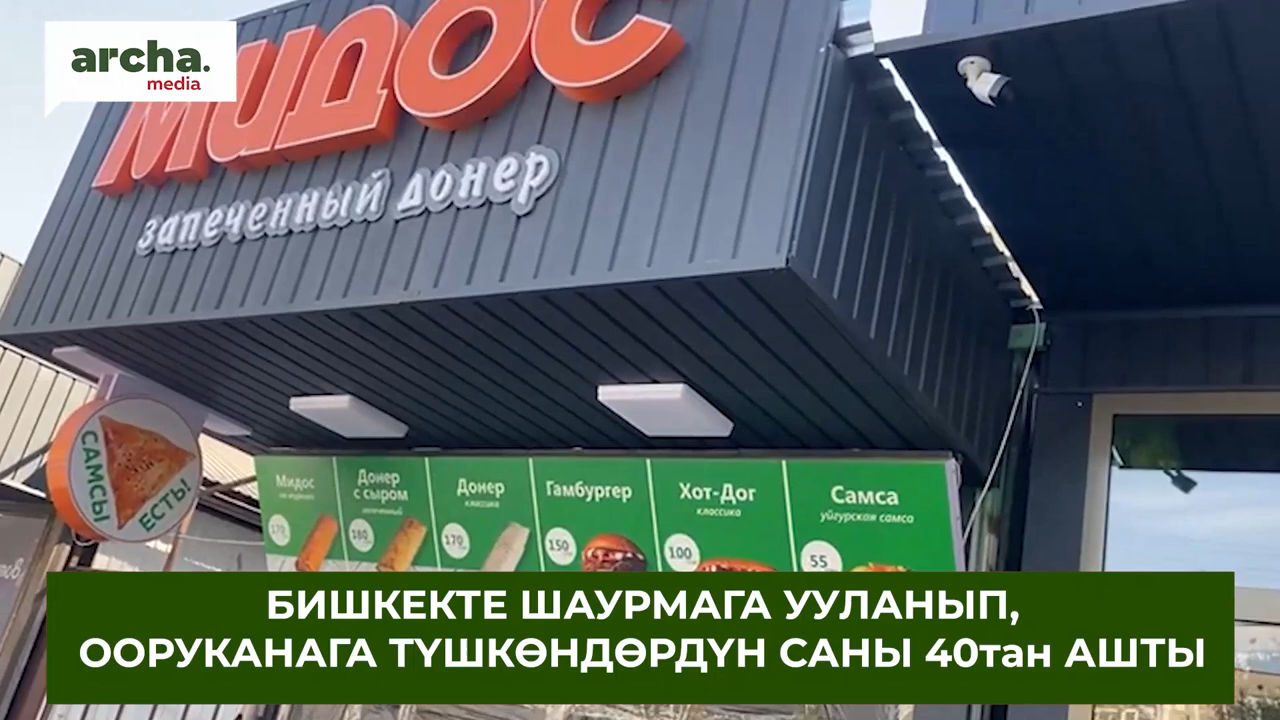 archa.
media
Мидос
запеченный донер
САМСЫ
ЕСТЬ!
Мидос
170
Донер
с сыром
запеченный
180
Донер
классика
170
Гамбургер
150
Хот-Дог
классика
100
Самса
уйгурская самса
55
БИШКЕКТЕ ШАУРМАГА УУЛАНЫП,
ООРУКАНАГА ТҮШКӨНДӨРДҮН САНЫ 40тан АШТЫ